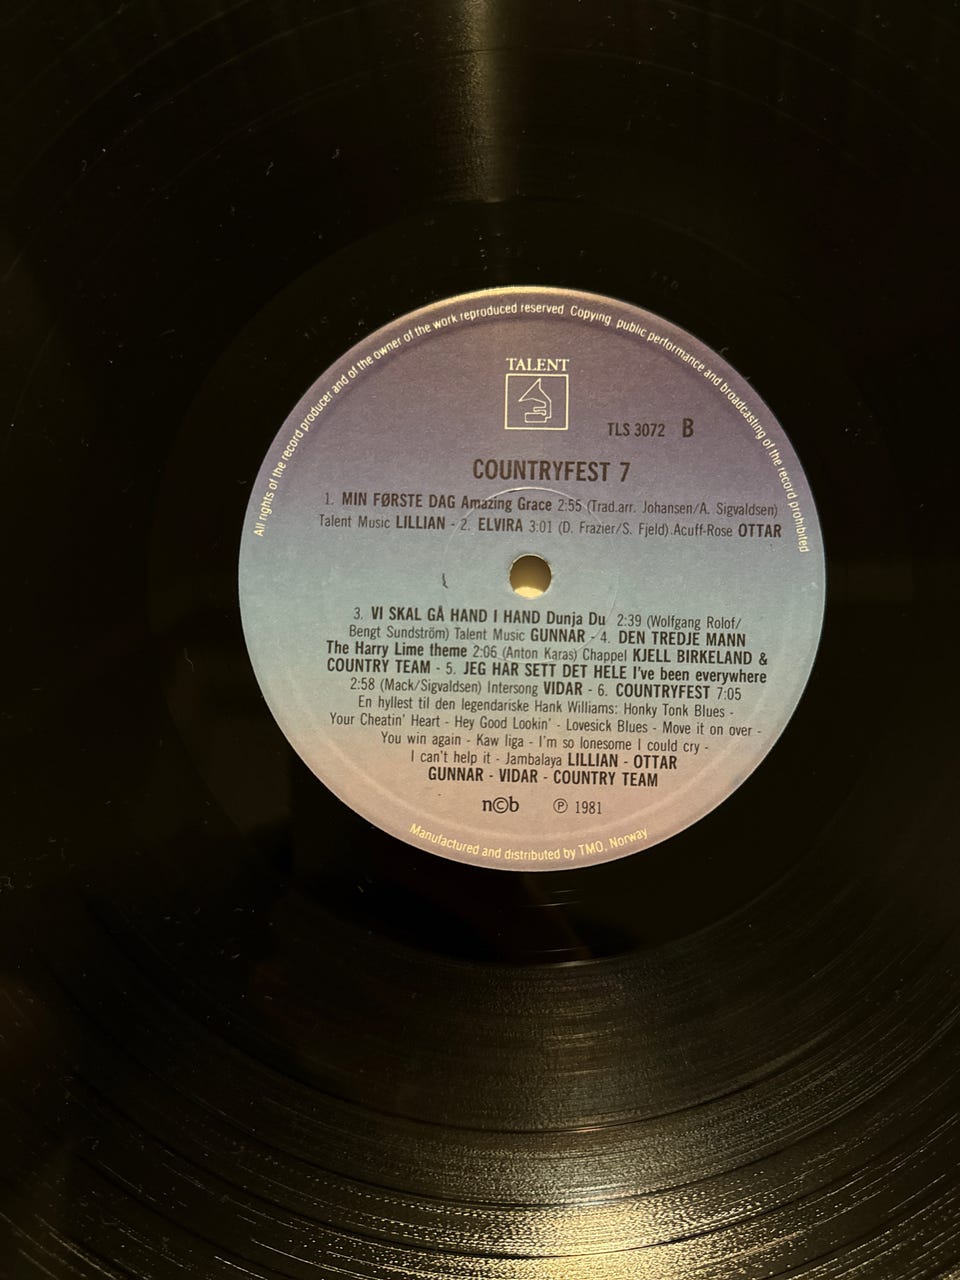 All rights of the record producer and of the owner of the work reproduced reserved Copying, public performance and broadcasting of the record prohibited
TALENT
TLS 3072 B
COUNTRYFEST 7
1. MIN FØRSTE DAG Amazing Grace 2:55 (Trad.arr. Johansen/A. Sigvaldsen)
Talent Music LILLIAN - 2. ELVIRA 3:01 (D. Frazier/S. Fjeld) Acuff-Rose OTTAR
3. VI SKAL GÅ HAND I HAND Dunja Du 2:39 (Wolfgang Rolof/
Bengt Sundström) Talent Music GUNNAR - 4. DEN TREDJE MANN
The Harry Lime theme 2:06 (Anton Karas) Chappel KJELL BIRKELAND &
COUNTRY TEAM - 5. JEG HAR SETT DET HELE I've been everywhere
2:58 (Mack/Sigvaldsen) Intersong VIDAR - 6. COUNTRYFEST 7:05
En hyllest til den legendariske Hank Williams: Honky Tonk Blues -
Your Cheatin' Heart - Hey Good Lookin' - Lovesick Blues - Move it on over -
You win again - Kaw liga - I'm so lonesome I could cry -
I can't help it - Jambalaya LILLIAN - OTTAR
GUNNAR - VIDAR - COUNTRY TEAM
n©b ℗ 1981
Manufactured and distributed by TMO, Norway